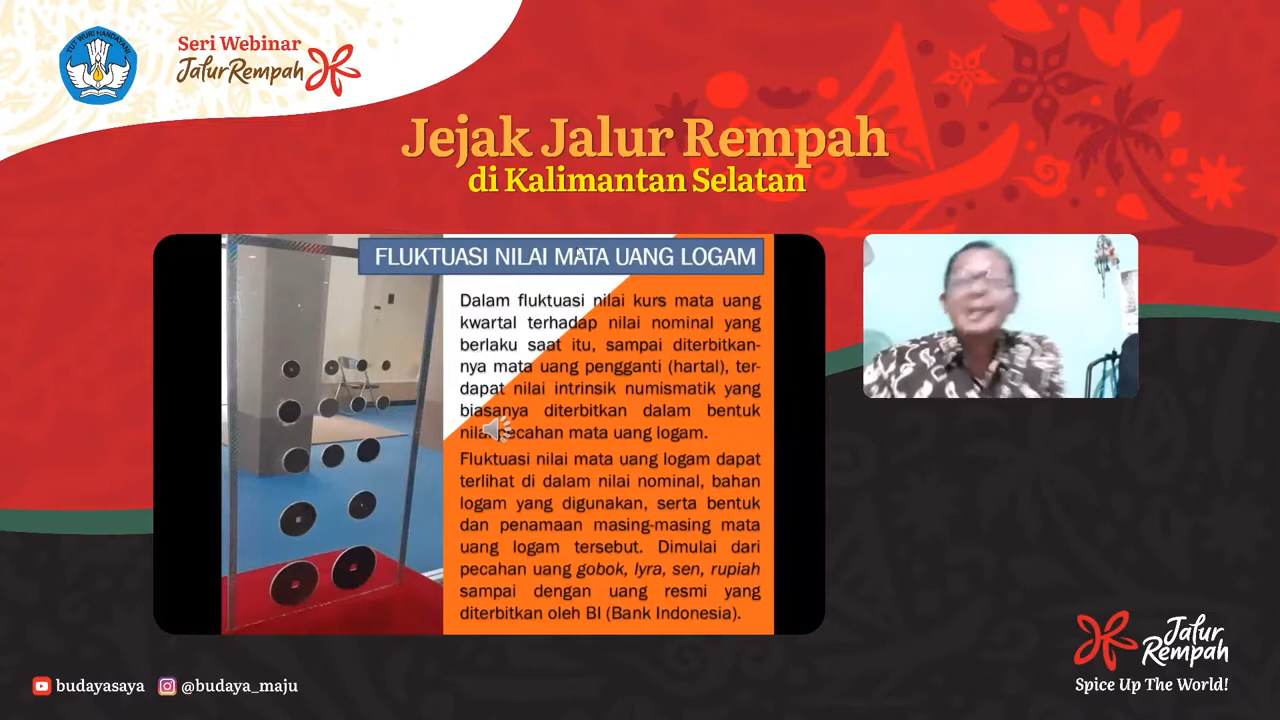 TUT WURI HANDAYANI
Seri Webinar
Jalur Rempah
Jejak Jalur Rempah
di Kalimantan Selatan
FLUKTUASI NILAI MATA UANG LOGAM
Dalam fluktuasi nilai kurs mata uang
kwartal terhadap nilai nominal yang
berlaku saat itu, sampai diterbitkan-
nya mata uang pengganti (hartal), ter-
dapat nilai intrinsik numismatik yang
biasanya diterbitkan dalam bentuk
nilai pecahan mata uang logam.
Fluktuasi nilai mata uang logam dapat
terlihat di dalam nilai nominal, bahan
logam yang digunakan, serta bentuk
dan penamaan masing-masing mata
uang logam tersebut. Dimulai dari
pecahan uang gobok, lyra, sen, rupiah
sampai dengan uang resmi yang
diterbitkan oleh BI (Bank Indonesia).
budayasaya @budaya_maju
Jalur
Rempah
Spice Up The World!